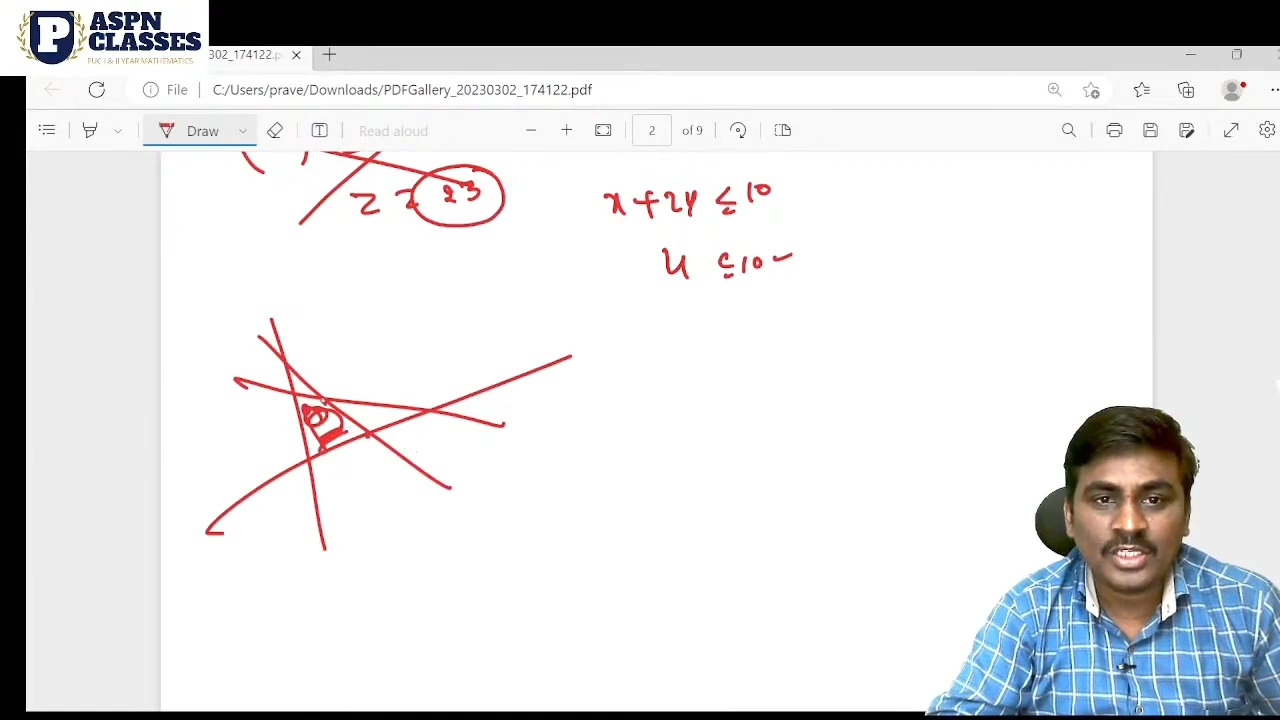 ASPN
CLASSES
PUC I & II YEAR MATHEMATICS
P
302_174122.p
File
C:/Users/prave/Downloads/PDFGallery_20230302_174122.pdf
Draw
Read aloud
2
of 9
23
x+2y ≤10
≤10